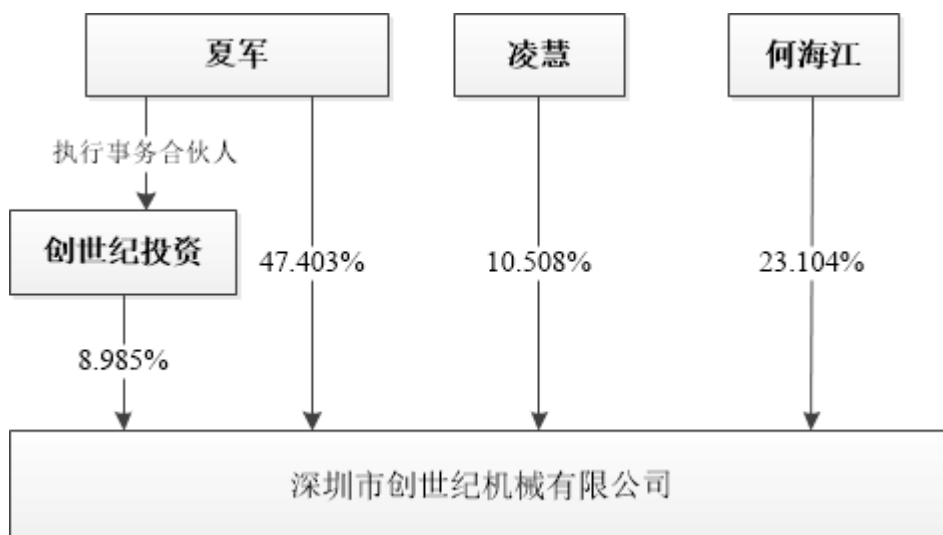 夏军
凌慧
何海江
执行事务合伙人
创世纪投资
47.403%
10.508%
23.104%
8.985%
深圳市创世纪机械有限公司